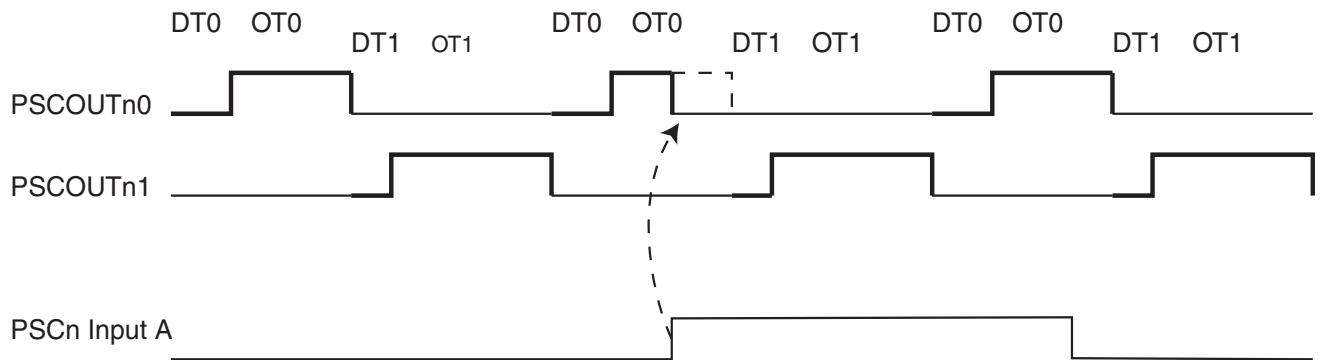 DT0 OT0 DT0 OT0 DT0 OT0
DT1 OT1 DT1 OT1 DT1 OT1
PSCOUTn0
PSCOUTn1
PSCn Input A